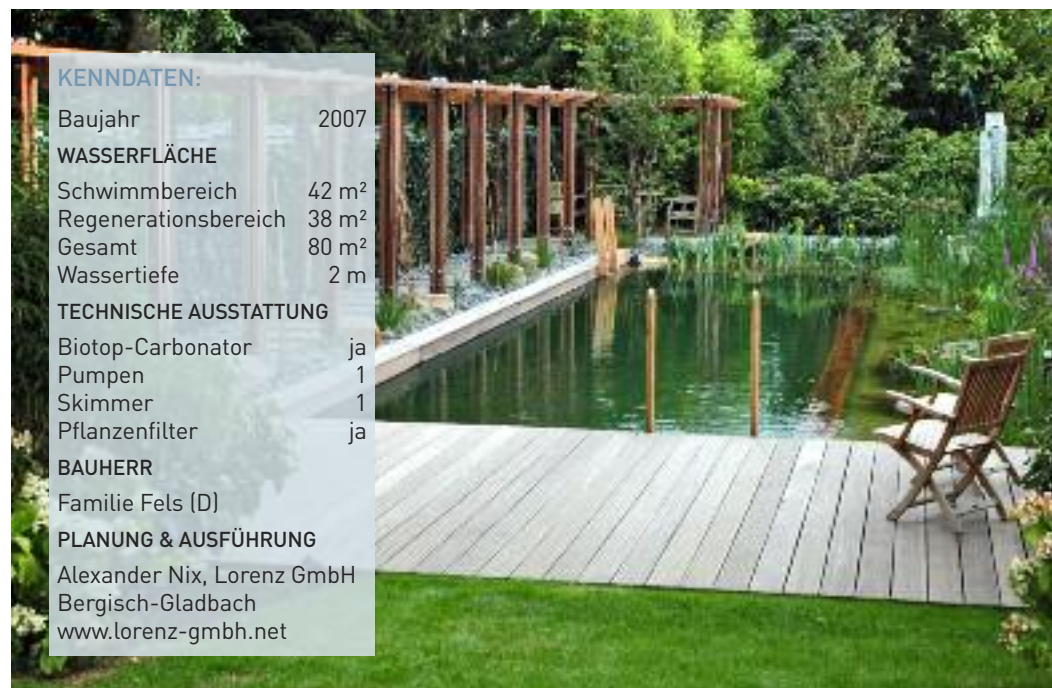 KENNDATEN:
Baujahr 2007
WASSERFLÄCHE
Schwimmbereich 42 m²
Regenerationsbereich 38 m²
Gesamt 80 m²
Wassertiefe 2 m
TECHNISCHE AUSSTATTUNG
Biotop-Carbonator ja
Pumpen 1
Skimmer 1
Pflanzenfilter ja
BAUHERR
Familie Fels (D)
PLANUNG & AUSFÜHRUNG
Alexander Nix, Lorenz GmbH
Bergisch-Gladbach
www.lorenz-gmbh.net